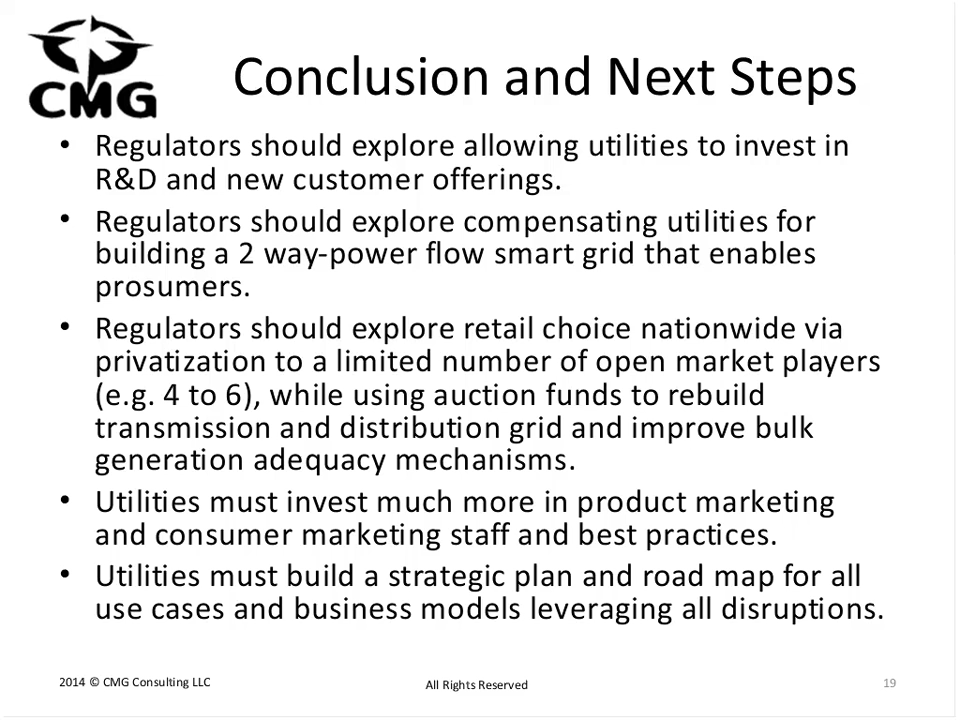 CMG
Conclusion and Next Steps
• Regulators should explore allowing utilities to invest in
R&D and new customer offerings.
• Regulators should explore compensating utilities for
building a 2 way-power flow smart grid that enables
prosumers.
• Regulators should explore retail choice nationwide via
privatization to a limited number of open market players
(e.g. 4 to 6), while using auction funds to rebuild
transmission and distribution grid and improve bulk
generation adequacy mechanisms.
• Utilities must invest much more in product marketing
and consumer marketing staff and best practices.
• Utilities must build a strategic plan and road map for all
use cases and business models leveraging all disruptions.
2014 © CMG Consulting LLC
All Rights Reserved
19